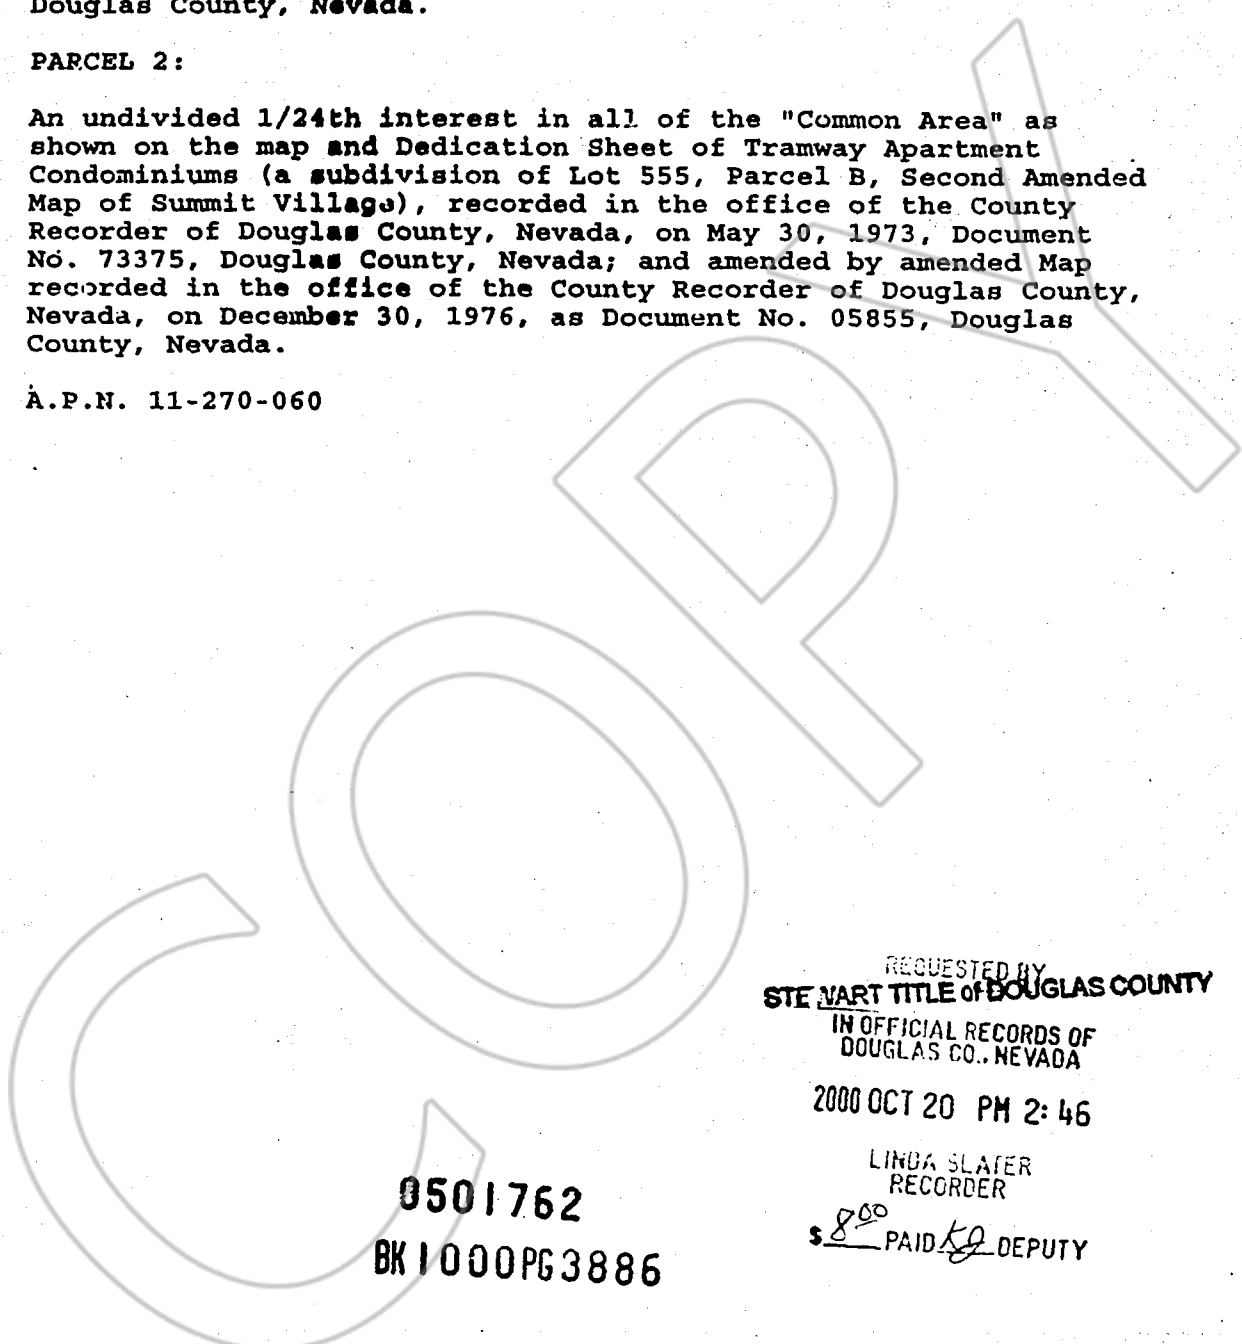 Douglas County, Nevada.
PARCEL 2:
An undivided 1/24th interest in all of the "Common Area" as
shown on the map and Dedication Sheet of Tramway Apartment
Condominiums (a subdivision of Lot 555, Parcel B, Second Amended
Map of Summit Village), recorded in the office of the County
Recorder of Douglas County, Nevada, on May 30, 1973, Document
No. 73375, Douglas County, Nevada; and amended by amended Map
recorded in the office of the County Recorder of Douglas County,
Nevada, on December 30, 1976, as Document No. 05855, Douglas
County, Nevada.
A.P.N. 11-270-060
COPY
REQUESTED BY
STEWART TITLE of DOUGLAS COUNTY
IN OFFICIAL RECORDS OF
DOUGLAS CO., NEVADA
2000 OCT 20 PM 2:46
LINDA SLATER
RECORDER
$ 8.00 PAID KJ DEPUTY
0501762
BK1000PG3886